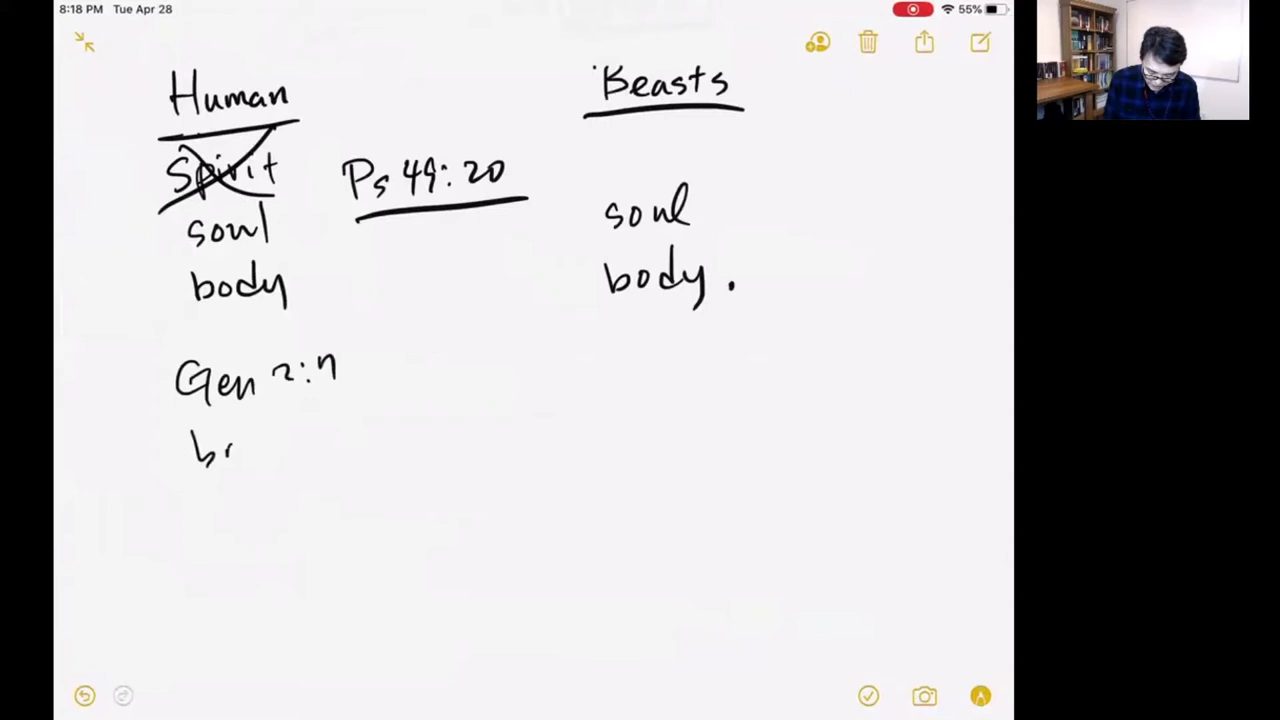 8:18 PM Tue Apr 28
55%
Human
Beasts
Spirit
Ps 49:20
soul
body
soul
body.
Gen 2:7
br